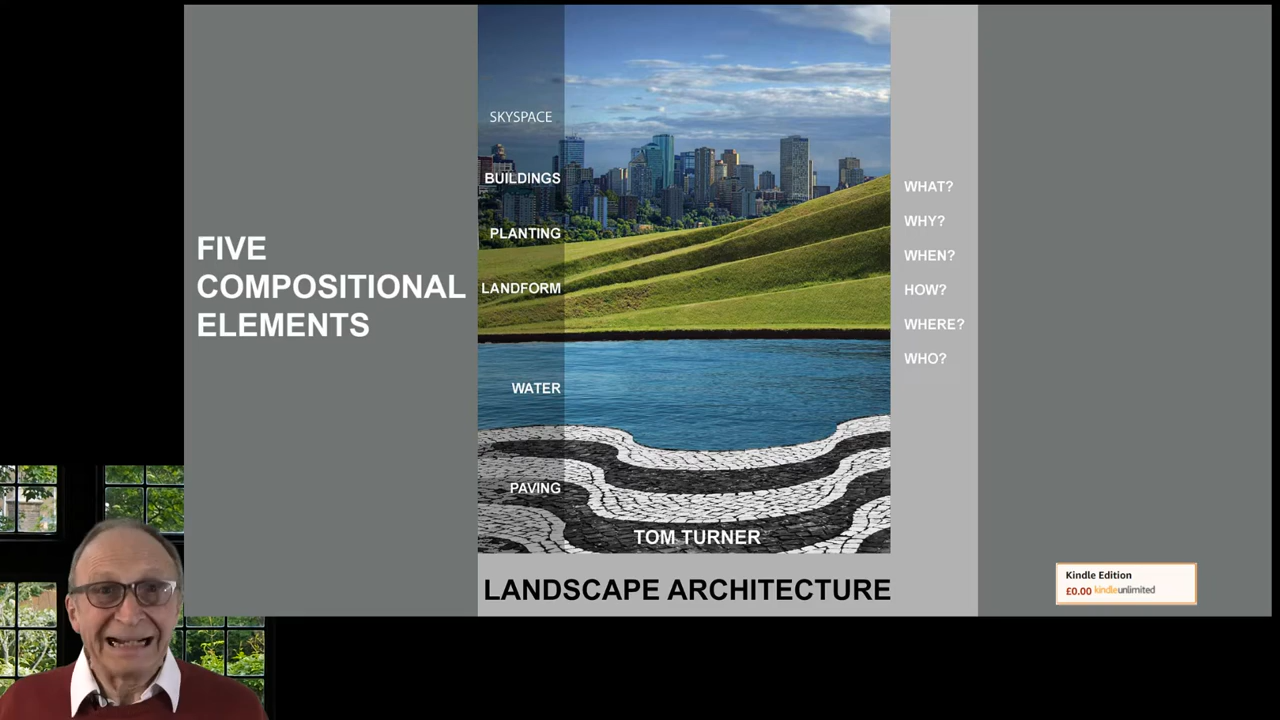 FIVE
COMPOSITIONAL
ELEMENTS
SKYSPACE
BUILDINGS
PLANTING
LANDFORM
WATER
PAVING
TOM TURNER
LANDSCAPE ARCHITECTURE
WHAT?
WHY?
WHEN?
HOW?
WHERE?
WHO?
Kindle Edition
£0.00 kindleunlimited